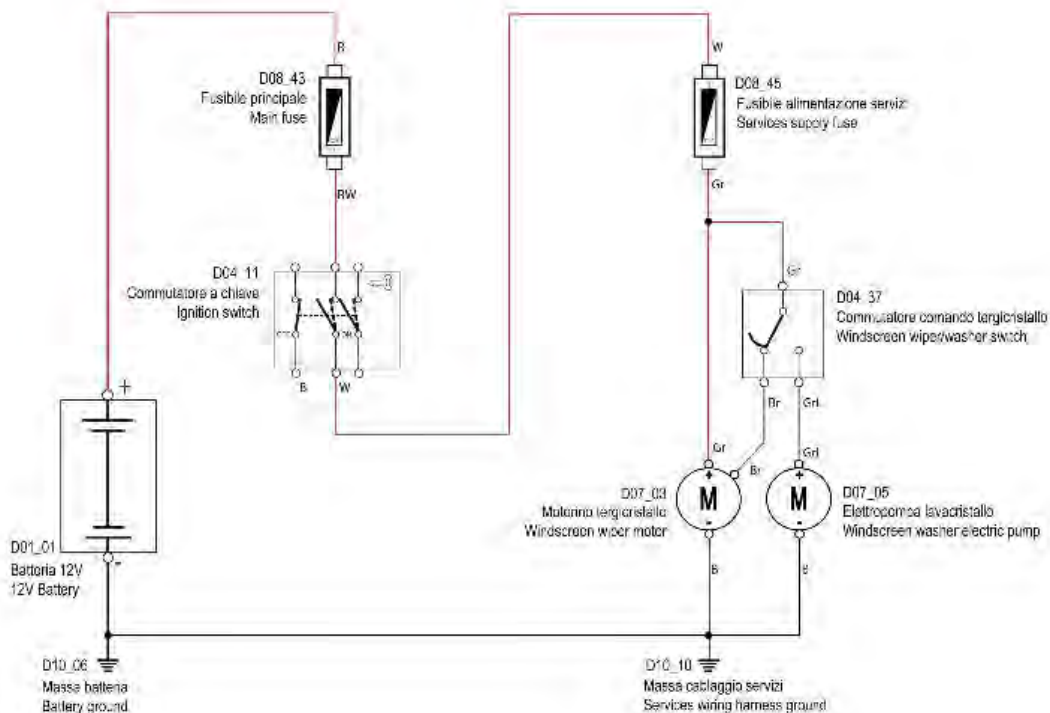 R
D08_43
Fusibile principale
Main fuse
RW
W
D08_45
Fusibile alimentazione servizi
Services supply fuse
Gr
D04_11
Commutatore a chiave
Ignition switch
B
W
Gr
D04_37
Commutatore comando tergicristallo
Windscreen wiper/washer switch
Br
Grl
+
D01_01
Batteria 12V
12V Battery
-
Gr
Br
Grl
+
M
-
+
M
-
D07_03
Motorino tergicristallo
Windscreen wiper motor
D07_05
Elettropompa lavacristallo
Windscreen washer electric pump
B
B
D10_06
Massa batteria
Battery ground
D10_10
Massa cablaggio servizi
Services wiring harness ground